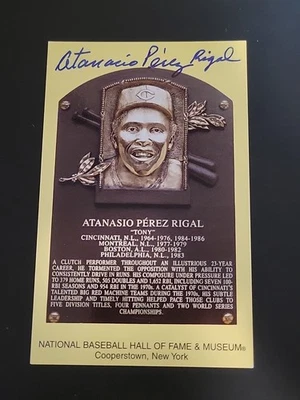 Atanacio Pérez Rigal
C
ATANASIO PÉREZ RIGAL
"TONY"
CINCINNATI, N.L., 1964-1976, 1984-1986
MONTREAL, N.L., 1977-1979
BOSTON, A.L., 1980-1982
PHILADELPHIA, N.L., 1983
A CLUTCH PERFORMER THROUGHOUT AN ILLUSTRIOUS 23-YEAR
CAREER, HE TORMENTED THE OPPOSITION WITH HIS ABILITY TO
CONSISTENTLY DRIVE IN RUNS. HIS COMPOSURE UNDER PRESSURE LED
TO 379 HOME RUNS, 505 DOUBLES AND 1,652 RBI, INCLUDING SEVEN 100-
RBI SEASONS AND 954 RBI IN THE 1970s. A CATALYST OF CINCINNATI'S
TALENTED BIG RED MACHINE TEAMS DURING THE 1970s, HIS SUBTLE
LEADERSHIP AND TIMELY HITTING HELPED PACE THOSE CLUBS TO
FIVE DIVISION TITLES, FOUR PENNANTS AND TWO WORLD SERIES
CHAMPIONSHIPS.
NATIONAL BASEBALL HALL OF FAME & MUSEUM®
Cooperstown, New York